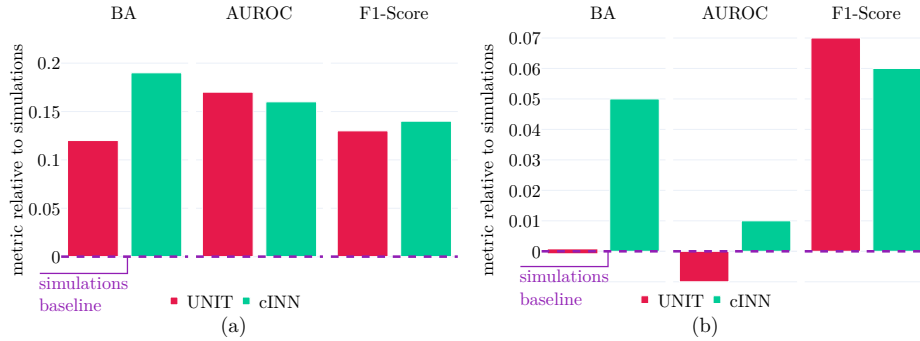 BA AUROC F1-Score
metric relative to simulations
0.2
0.15
0.1
0.05
0
simulations
baseline
UNIT cINN
(a)
BA AUROC F1-Score
metric relative to simulations
0.07
0.06
0.05
0.04
0.03
0.02
0.01
0
simulations
baseline
UNIT cINN
(b)